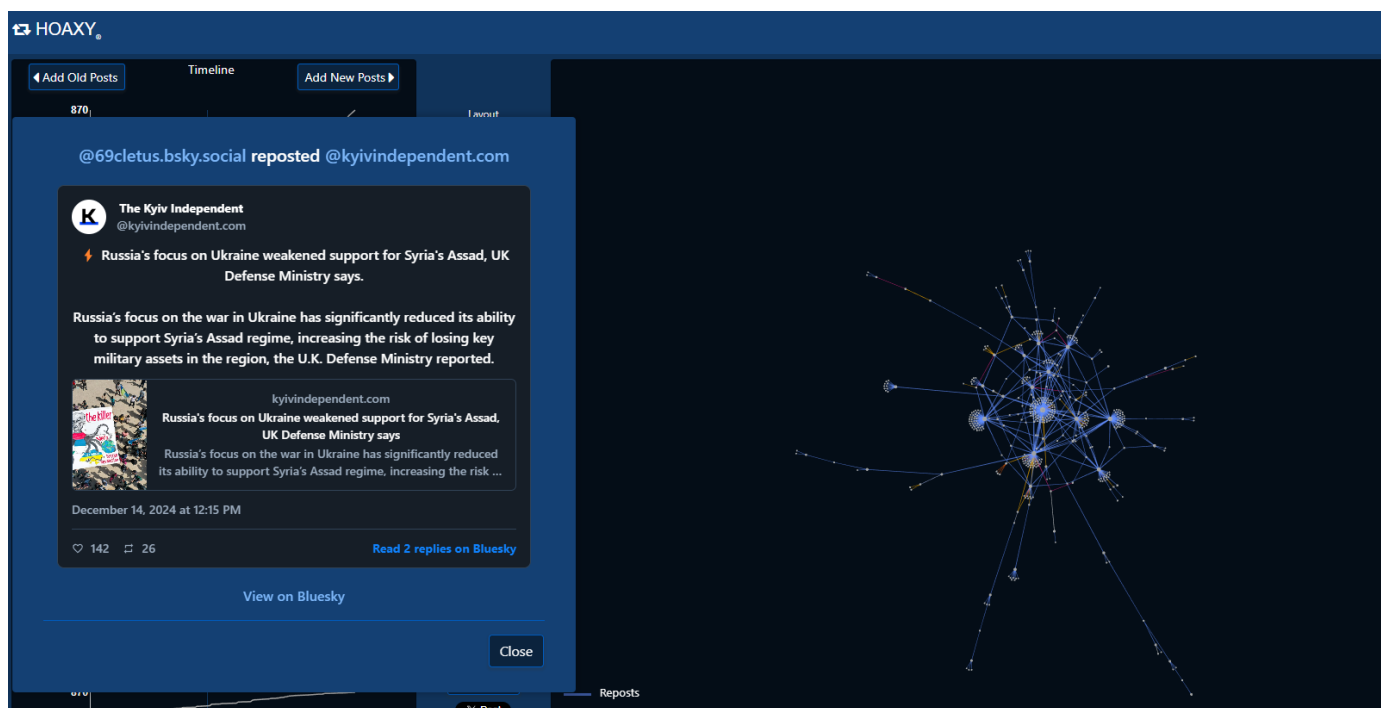 HOAXY®
Add Old Posts
Timeline
Add New Posts
870
Layout
@69cletus.bsky.social reposted @kyivindependent.com
K
The Kyiv Independent
@kyivindependent.com
Russia's focus on Ukraine weakened support for Syria's Assad, UK
Defense Ministry says.
Russia’s focus on the war in Ukraine has significantly reduced its ability
to support Syria’s Assad regime, increasing the risk of losing key
military assets in the region, the U.K. Defense Ministry reported.
the killer
kyivindependent.com
Russia's focus on Ukraine weakened support for Syria's Assad,
UK Defense Ministry says
Russia’s focus on the war in Ukraine has significantly reduced
its ability to support Syria’s Assad regime, increasing the risk ...
December 14, 2024 at 12:15 PM
142 26
Read 2 replies on Bluesky
View on Bluesky
Close
870
Reposts
Post